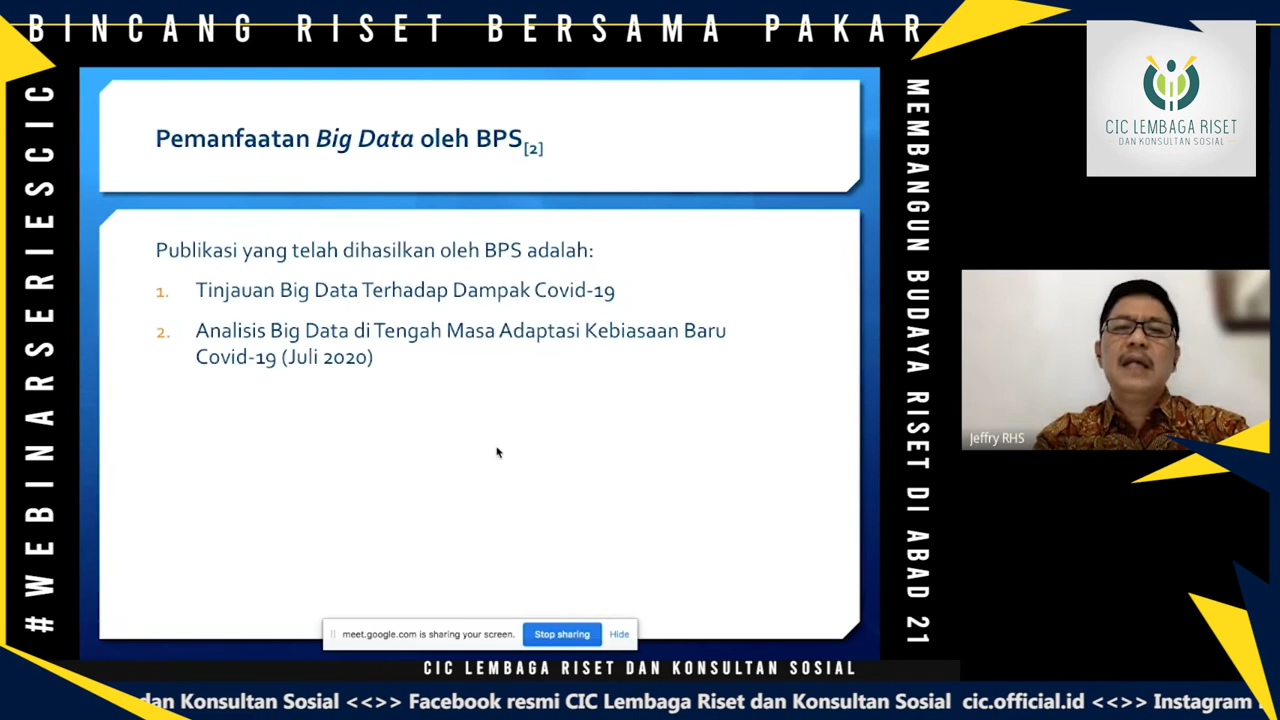 BINCANG RISET BERSAMA PAKAR
#WEBINARSERIESCIC
MEMBANGUN BUDAYA RISET DI ABAD 21
CIC LEMBAGA RISET
DAN KONSULTAN SOSIAL
Pemanfaatan Big Data oleh BPS[2]
Publikasi yang telah dihasilkan oleh BPS adalah:
1. Tinjauan Big Data Terhadap Dampak Covid-19
2. Analisis Big Data di Tengah Masa Adaptasi Kebiasaan Baru
Covid-19 (Juli 2020)
Jeffry RHS
meet.google.com is sharing your screen. Stop sharing Hide
CIC LEMBAGA RISET DAN KONSULTAN SOSIAL
dan Konsultan Sosial <<>> Facebook resmi CIC Lembaga Riset dan Konsultan Sosial cic.official.id <<>> Instagram